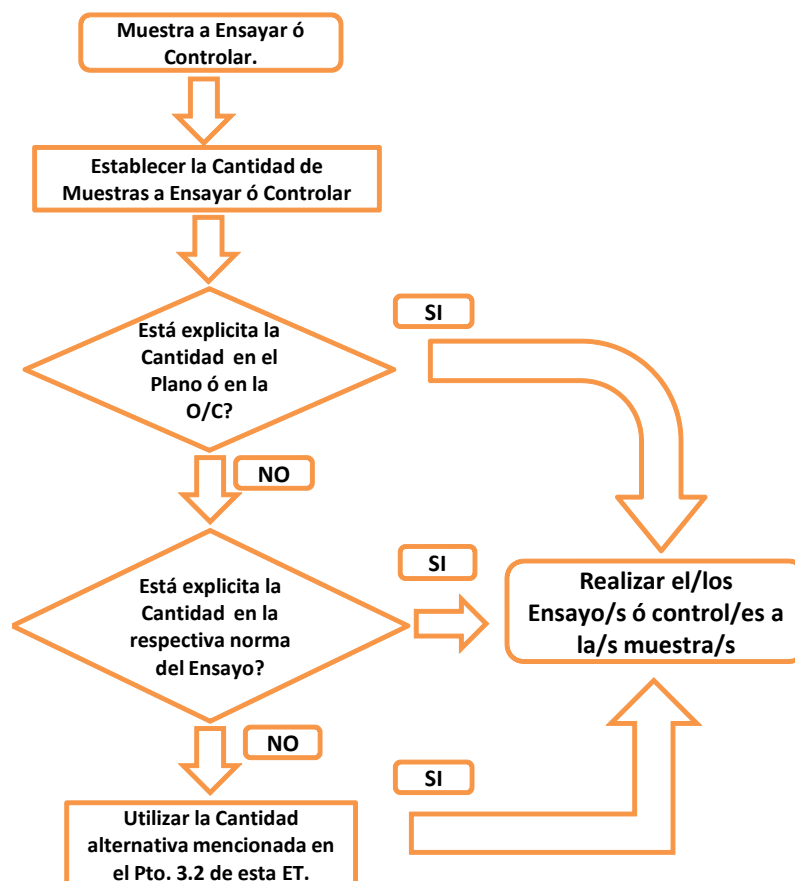 Muestra a Ensayar ó
Controlar.
Establecer la Cantidad de
Muestras a Ensayar ó Controlar
Está explicita la
Cantidad en el
Plano ó en la
O/C?
SI
NO
Está explicita la
Cantidad en la
respectiva norma
del Ensayo?
SI
Realizar el/los
Ensayo/s ó control/es a
la/s muestra/s
NO
SI
Utilizar la Cantidad
alternativa mencionada en
el Pto. 3.2 de esta ET.